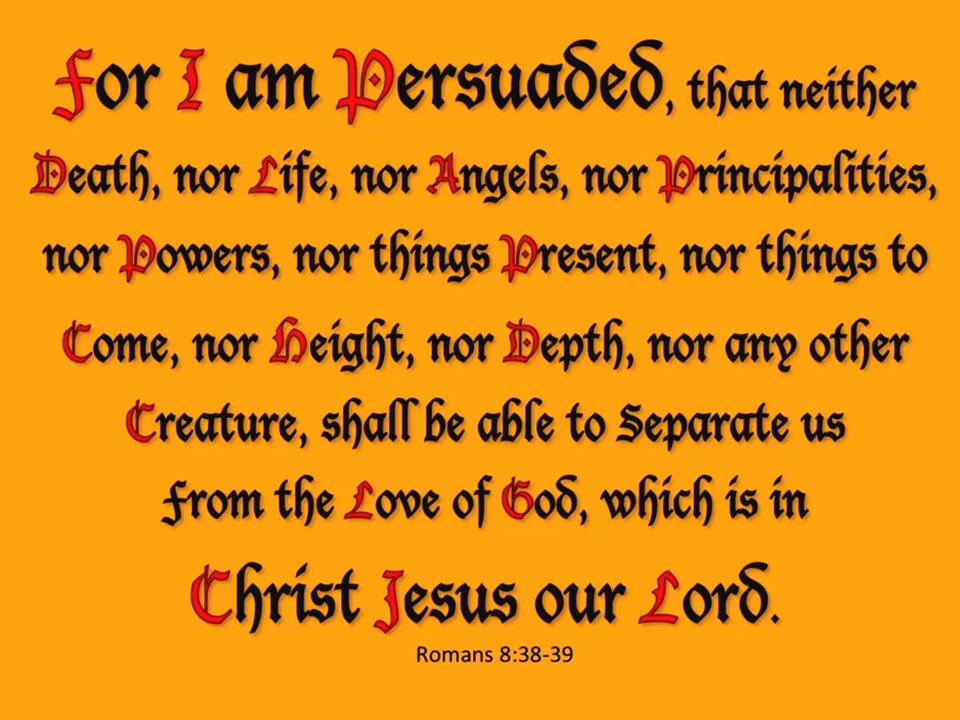 For I am Persuaded, that neither
Death, nor Life, nor Angels, nor Principalities,
nor Powers, nor things Present, nor things to
Come, nor Height, nor Depth, nor any other
Creature, shall be able to Separate us
From the Love of God, which is in
Christ Jesus our Lord.
Romans 8:38-39